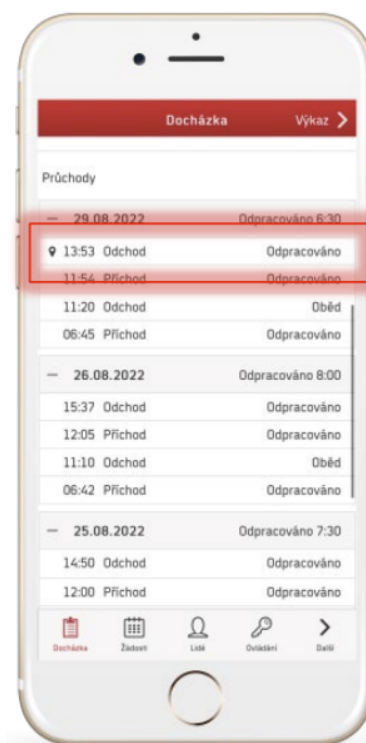 Docházka Výkaz
Průchody
29.08.2022 Odpracováno 6:30
13:53 Odchod Odpracováno
11:54 Příchod Odpracováno
11:20 Odchod Oběd
06:45 Příchod Odpracováno
26.08.2022 Odpracováno 8:00
15:37 Odchod Odpracováno
12:05 Příchod Odpracováno
11:10 Odchod Oběd
06:42 Příchod Odpracováno
25.08.2022 Odpracováno 7:30
14:50 Odchod Odpracováno
12:00 Příchod Odpracováno
Docházka Žádosti Lidé Ovládání Další